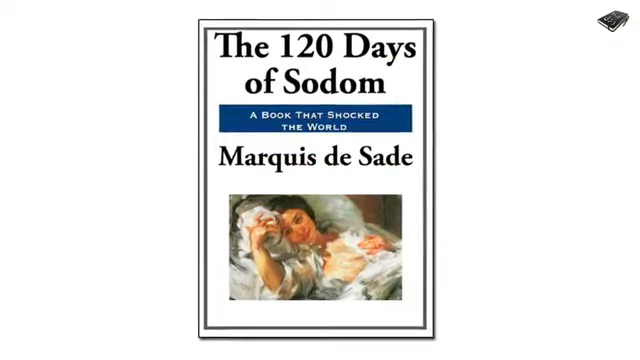 The 120 Days
of Sodom
A Book That Shocked
the World
Marquis de Sade